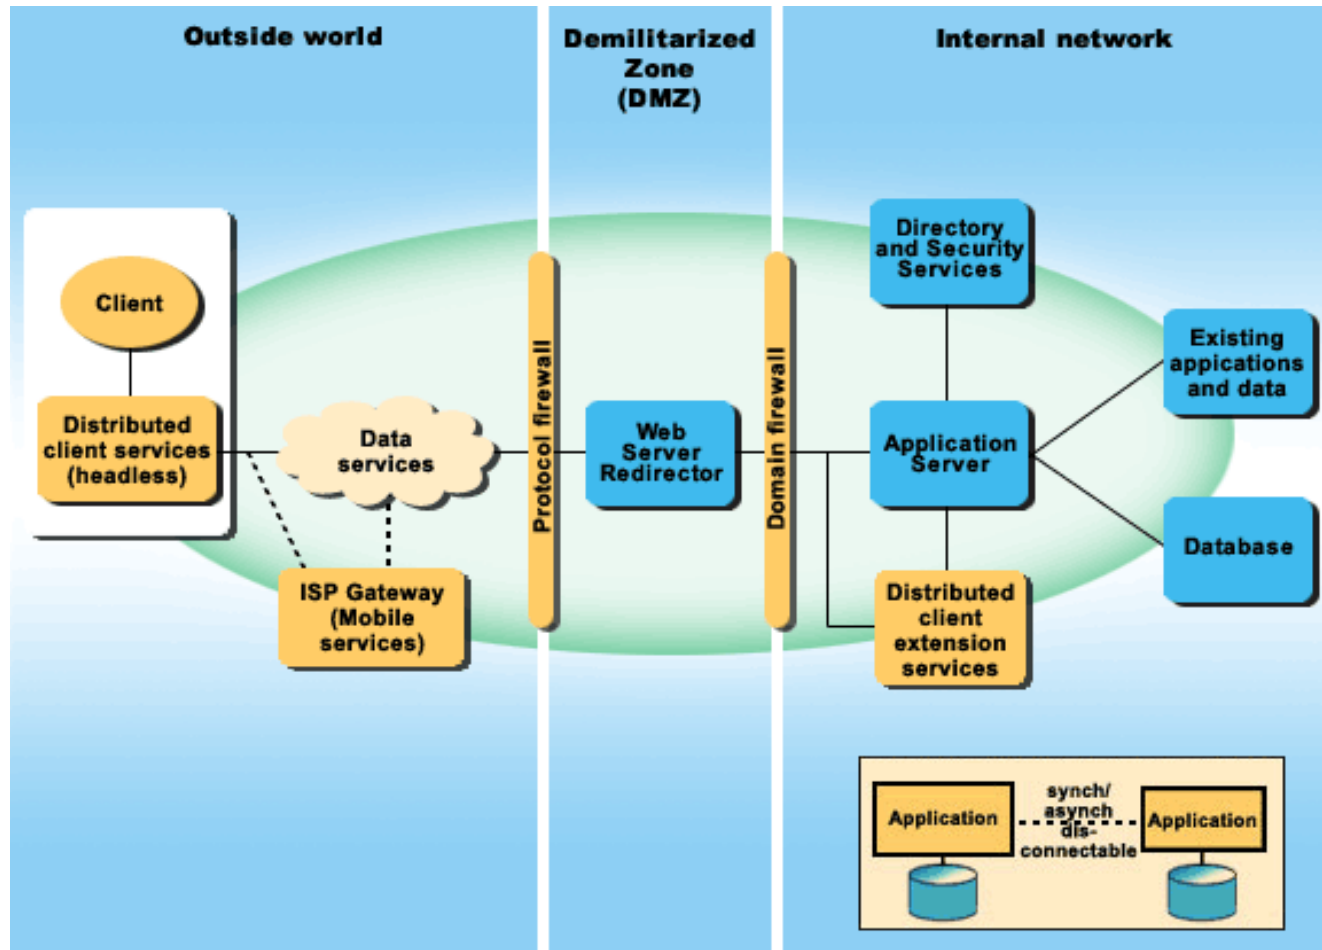 Outside world
Demilitarized
Zone
(DMZ)
Internal network
Client
Distributed
client services
(headless)
Data
services
ISP Gateway
(Mobile
services)
Protocol firewall
Web
Server
Redirector
Domain firewall
Directory
and Security
Services
Application
Server
Distributed
client
extension
services
Existing
appications
and data
Database
Application
synch/
asynch
dis-
connectable
Application